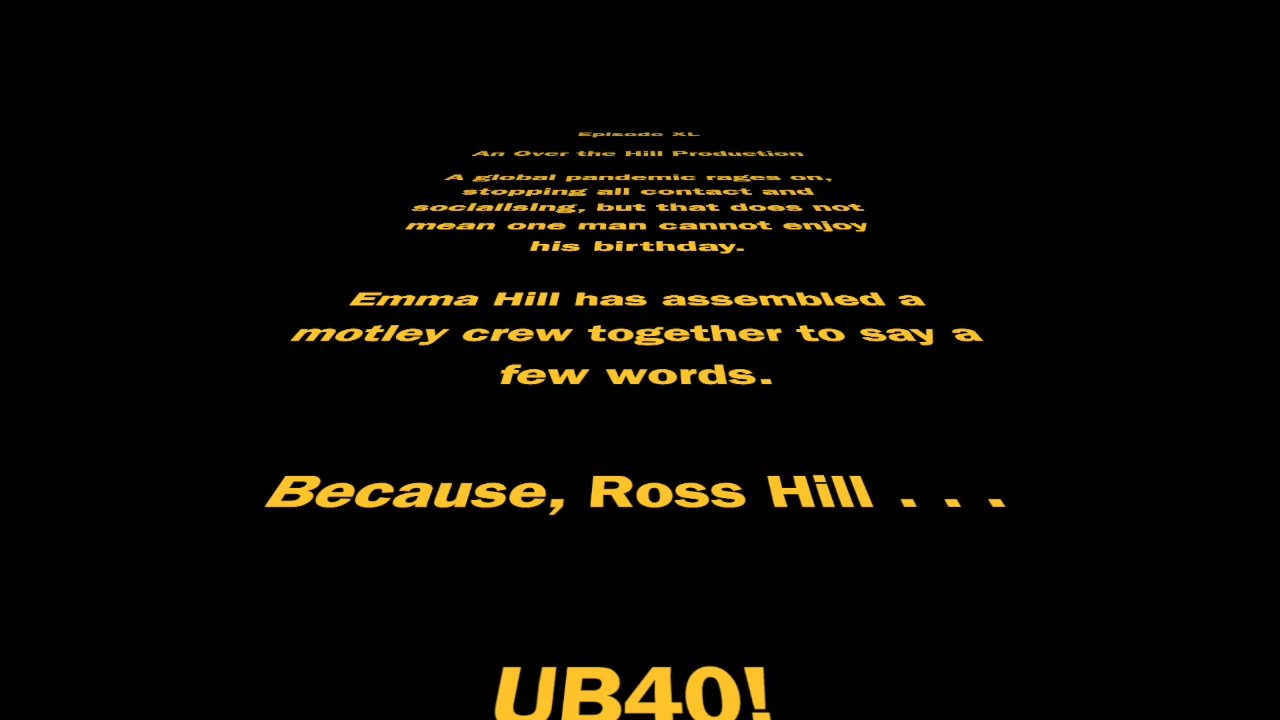 Episode XL
An Over the Hill Production
A global pandemic rages on,
stopping all contact and
socialising, but that does not
mean one man cannot enjoy
his birthday.
Emma Hill has assembled a
motley crew together to say a
few words.
Because, Ross Hill . . .
UB40!